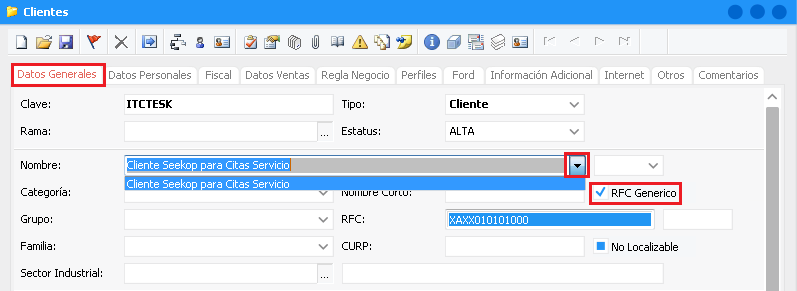 Clientes
Datos Generales Datos Personales Fiscal Datos Ventas Regla Negocio Perfiles Ford Información Adicional Internet Otros Comentarios
Clave: ITCTESK Tipo: Cliente
Rama: ... Estatus: ALTA
Nombre: Cliente Seekop para Citas Servicio
Cliente Seekop para Citas Servicio
Categoría: Nombre Corto: RFC Generico
Grupo: RFC: XAXX010101000
Familia: CURP: No Localizable
Sector Industrial: ...